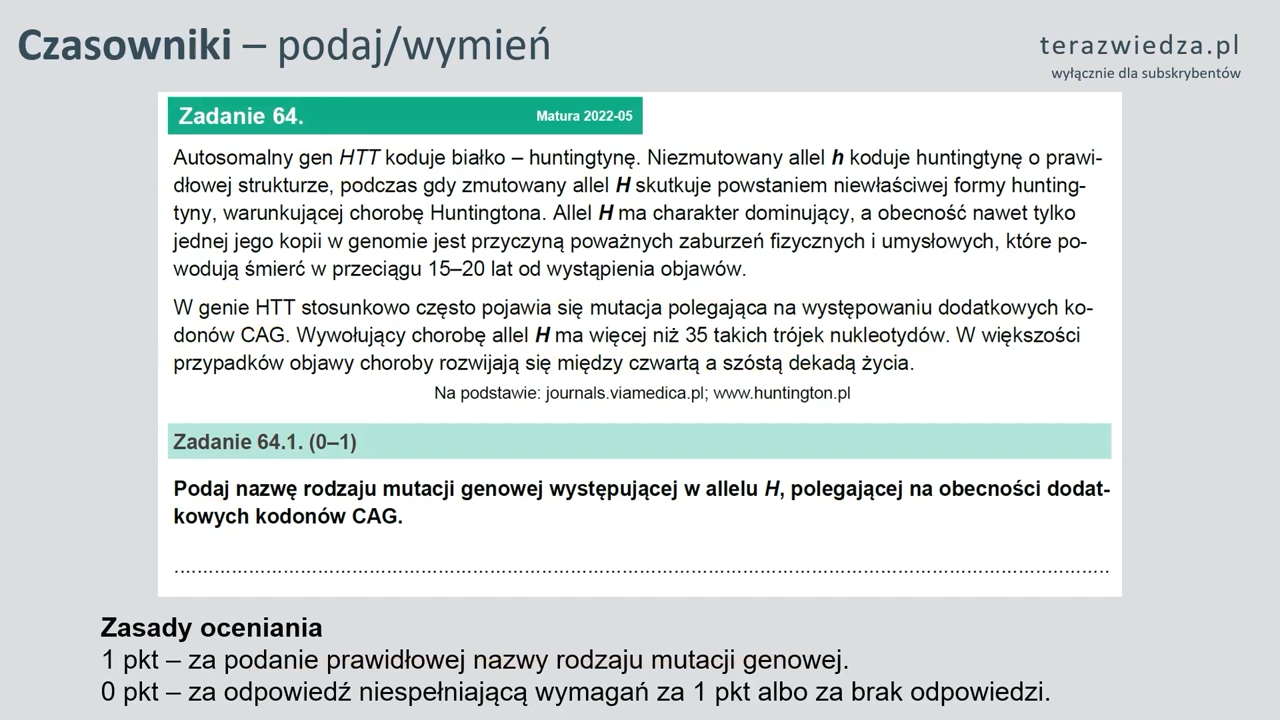 Czasowniki – podaj/wymień
terazwiedza.pl
wyłącznie dla subskrybentów
Zadanie 64.
Matura 2022-05
Autosomalny gen HTT koduje białko – huntingtynę. Niezmutowany allel h koduje huntingtynę o prawi-
dłowej strukturze, podczas gdy zmutowany allel H skutkuje powstaniem niewłaściwej formy hunting-
tyny, warunkującej chorobę Huntingtona. Allel H ma charakter dominujący, a obecność nawet tylko
jednej jego kopii w genomie jest przyczyną poważnych zaburzeń fizycznych i umysłowych, które po-
wodują śmierć w przeciągu 15–20 lat od wystąpienia objawów.
W genie HTT stosunkowo często pojawia się mutacja polegająca na występowaniu dodatkowych ko-
donów CAG. Wywołujący chorobę allel H ma więcej niż 35 takich trójek nukleotydów. W większości
przypadków objawy choroby rozwijają się między czwartą a szóstą dekadą życia.
Na podstawie: journals.viamedica.pl; www.huntington.pl
Zadanie 64.1. (0–1)
Podaj nazwę rodzaju mutacji genowej występującej w allelu H, polegającej na obecności dodat-
kowych kodonów CAG.
Zasady oceniania
1 pkt – za podanie prawidłowej nazwy rodzaju mutacji genowej.
0 pkt – za odpowiedź niespełniającą wymagań za 1 pkt albo za brak odpowiedzi.